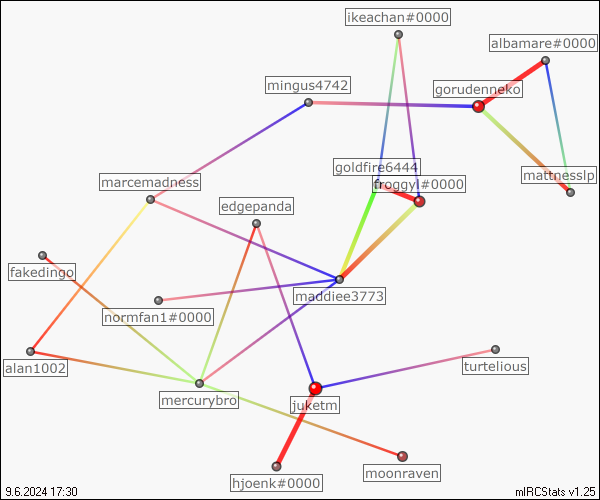 ikeachan#0000
albamare#0000
mingus4742
gorudenneko
goldfire6444
froggyl#0000
mattnesslp
marcemadness
edgepanda
fakedingo
maddiee3773
normfan1#0000
alan1002
turtelious
mercurybro
juketm
moonraven
hjoenk#0000
9.6.2024 17:30
mIRCStats v1.25